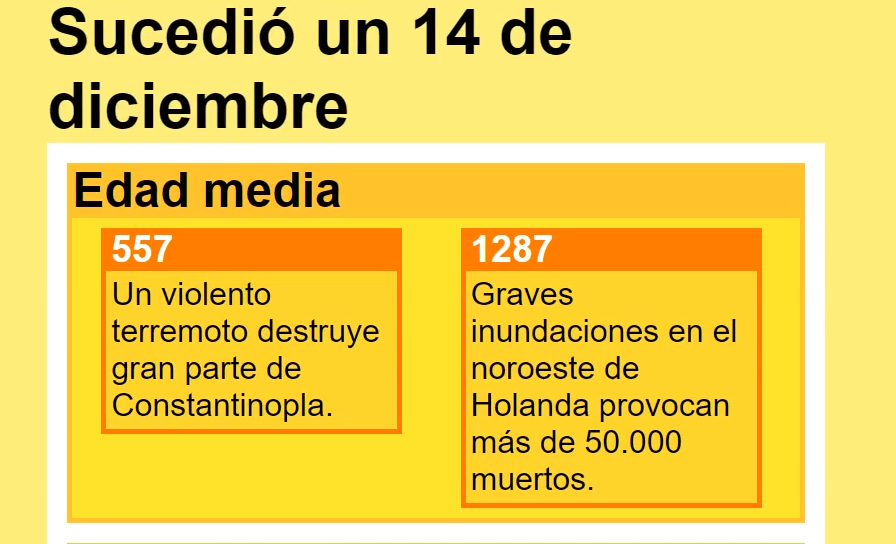 Sucedió un 14 de
diciembre
Edad media
557
Un violento
terremoto destruye
gran parte de
Constantinopla.
1287
Graves
inundaciones en el
noroeste de
Holanda provocan
más de 50.000
muertos.